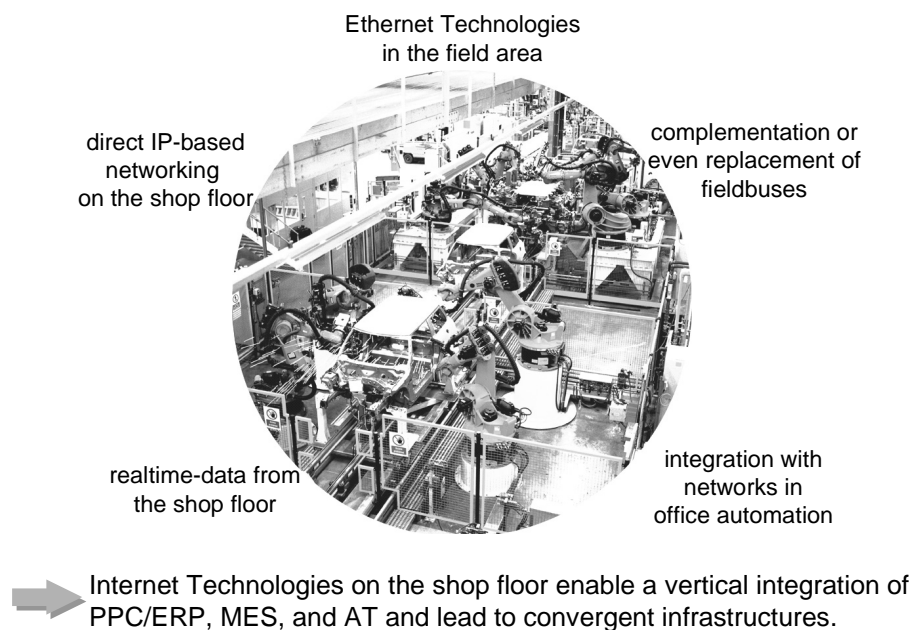 Ethernet Technologies
in the field area
direct IP-based
networking
on the shop floor
complementation or
even replacement of
fieldbuses
realtime-data from
the shop floor
integration with
networks in
office automation
Internet Technologies on the shop floor enable a vertical integration of
PPC/ERP, MES, and AT and lead to convergent infrastructures.